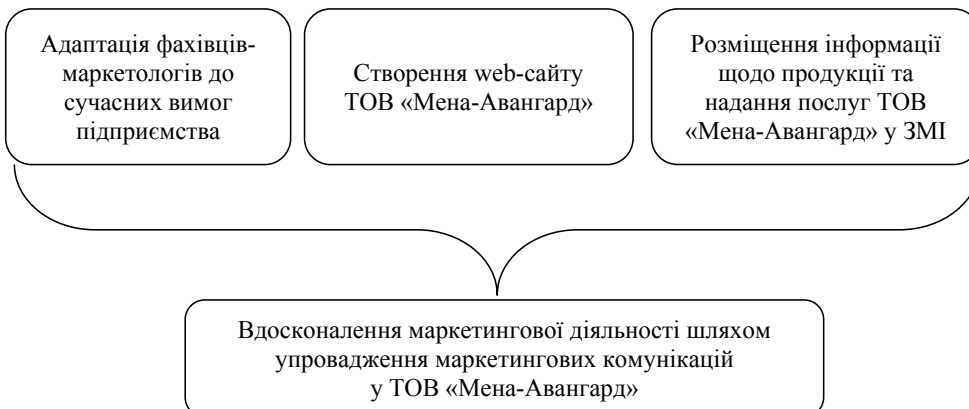 Адаптація фахівців-
маркетологів до
сучасних вимог
підприємства
Створення web-сайту
ТОВ «Мена-Авангард»
Розміщення інформації
щодо продукції та
надання послуг ТОВ
«Мена-Авангард» у ЗМІ
Вдосконалення маркетингової діяльності шляхом
упровадження маркетингових комунікацій
у ТОВ «Мена-Авангард»